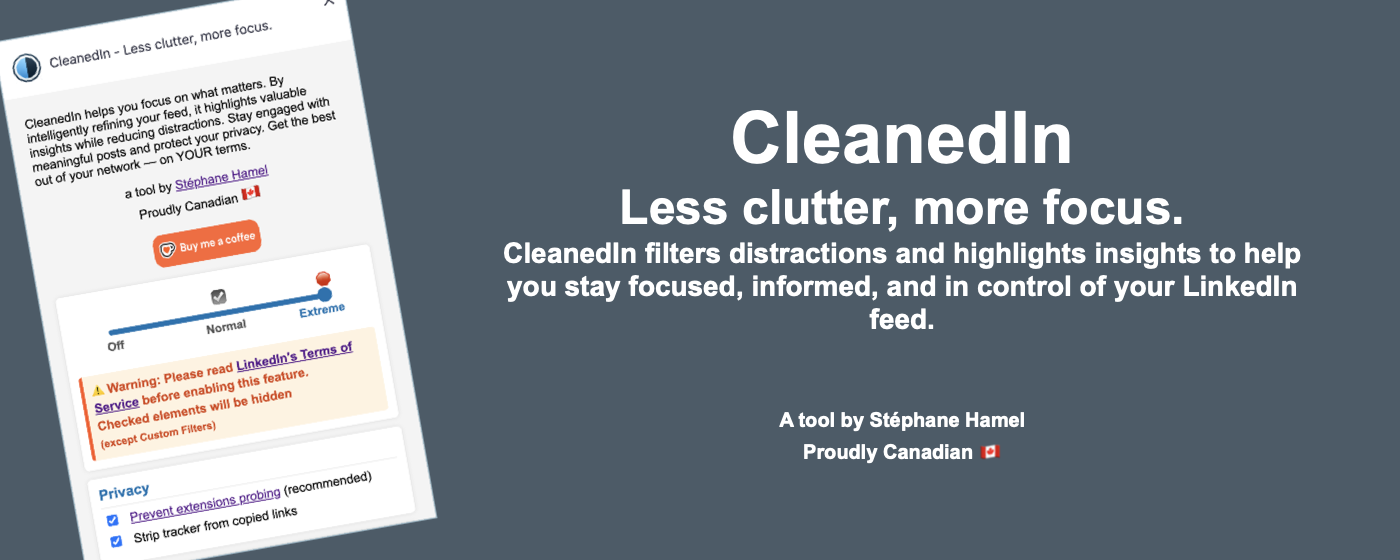 CleanedIn - Less clutter, more focus.
CleanedIn helps you focus on what matters. By
intelligently refining your feed, it highlights valuable
insights while reducing distractions. Stay engaged with
meaningful posts and protect your privacy. Get the best
out of your network — on YOUR terms.
a tool by Stéphane Hamel
Proudly Canadian 🇨🇦
Buy me a coffee
Off
Normal
Extreme
⚠️ Warning: Please read LinkedIn's Terms of
Service before enabling this feature.
Checked elements will be hidden
(except Custom Filters)
Privacy
Prevent extensions probing (recommended)
Strip tracker from copied links
CleanedIn
Less clutter, more focus.
CleanedIn filters distractions and highlights insights to help
you stay focused, informed, and in control of your LinkedIn
feed.
A tool by Stéphane Hamel
Proudly Canadian 🇨🇦